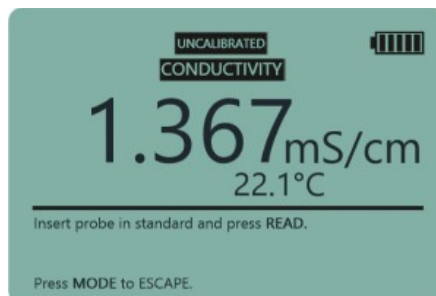 UNCALIBRATED
CONDUCTIVITY
1.367mS/cm
22.1°C
Insert probe in standard and press READ.
Press MODE to ESCAPE.